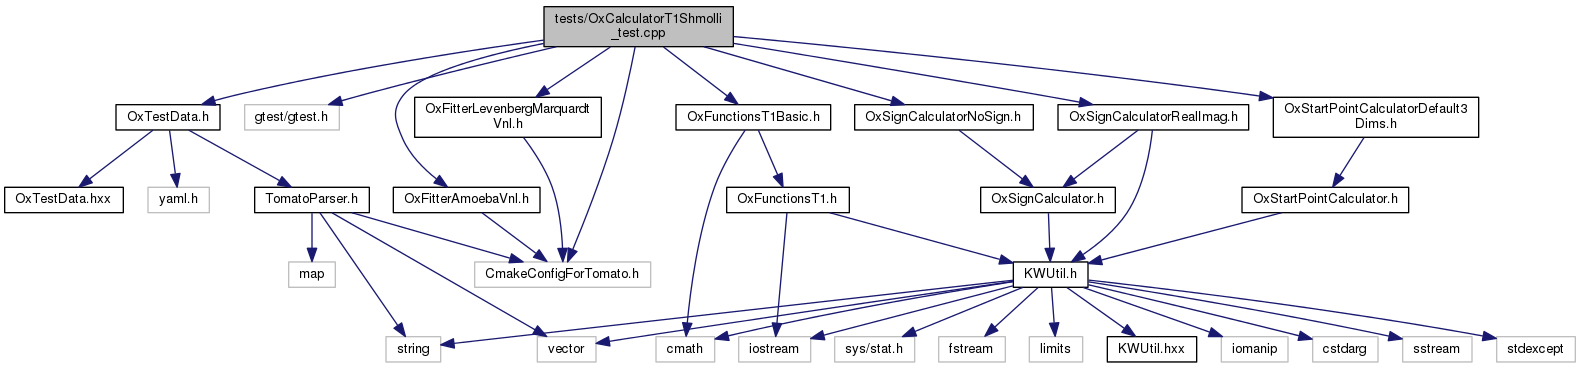 tests/OxCalculatorT1Shmolli
_test.cpp
OxTestData.h
gtest/gtest.h
OxFitterLevenbergMarquardt
Vnl.h
OxFunctionsT1Basic.h
OxSignCalculatorNoSign.h
OxSignCalculatorRealImag.h
OxStartPointCalculatorDefault3
Dims.h
OxTestData.hxx
yaml.h
TomatoParser.h
OxFitterAmoebaVnl.h
OxFunctionsT1.h
OxSignCalculator.h
OxStartPointCalculator.h
map
CmakeConfigForTomato.h
KWUtil.h
string
vector
cmath
iostream
sys/stat.h
fstream
limits
KWUtil.hxx
iomanip
cstdarg
sstream
stdexcept